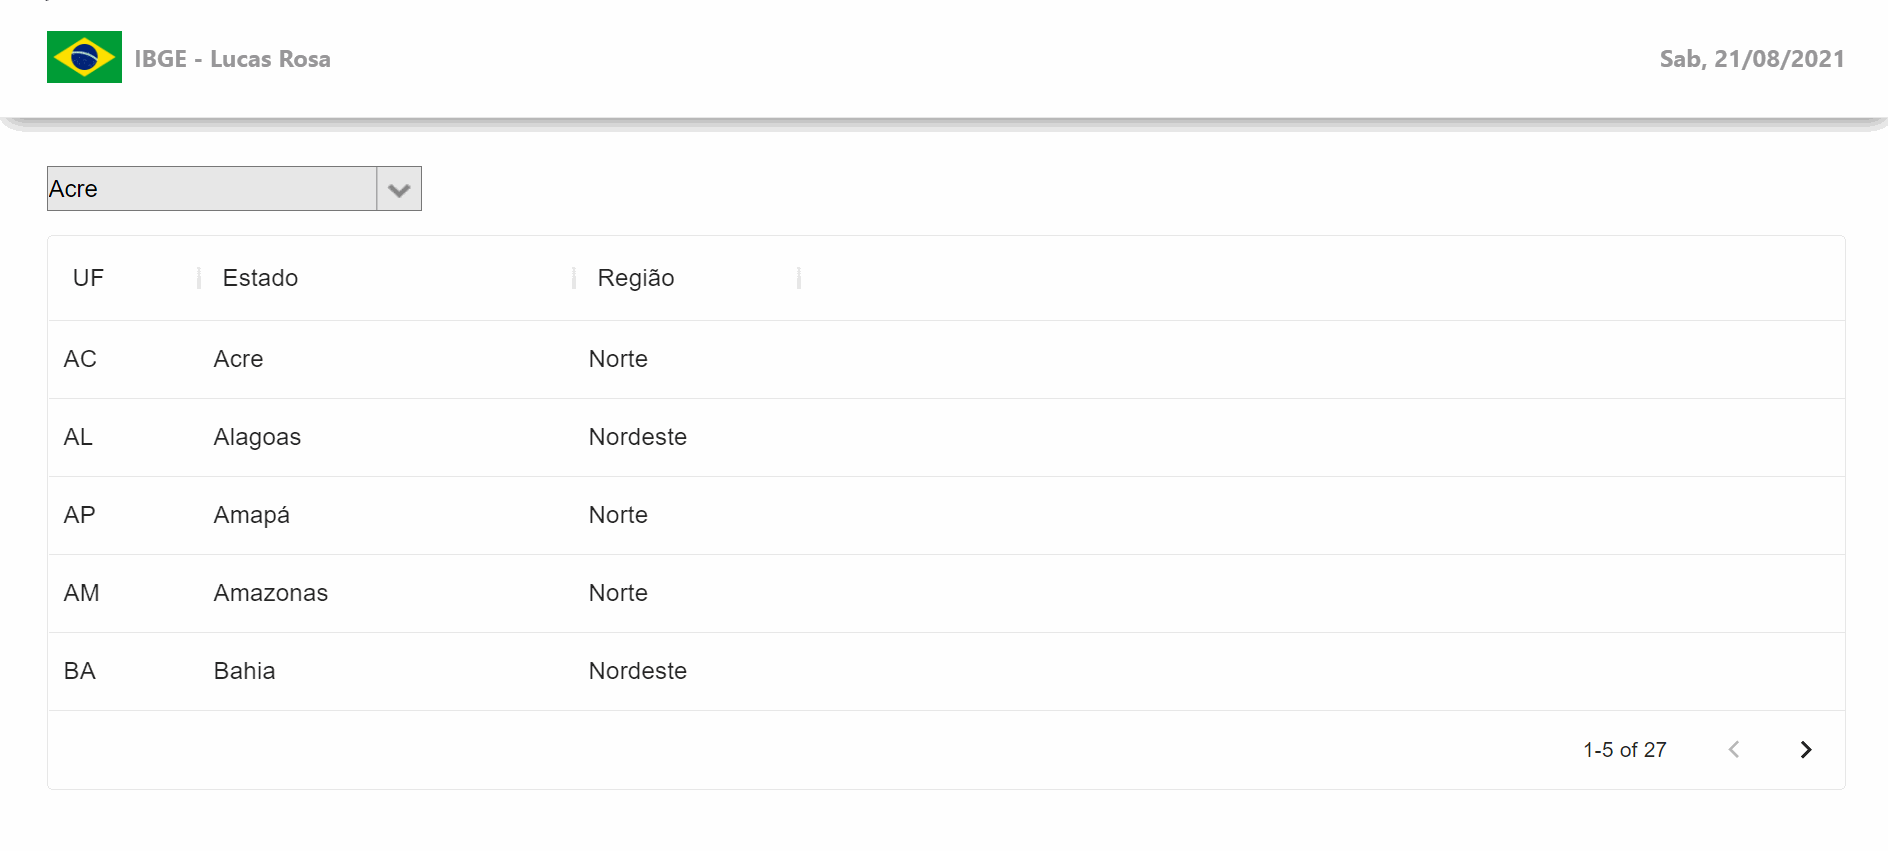 IBGE - Lucas Rosa
Sab, 21/08/2021
Acre
UF Estado Região
AC Acre Norte
AL Alagoas Nordeste
AP Amapá Norte
AM Amazonas Norte
BA Bahia Nordeste
1-5 of 27